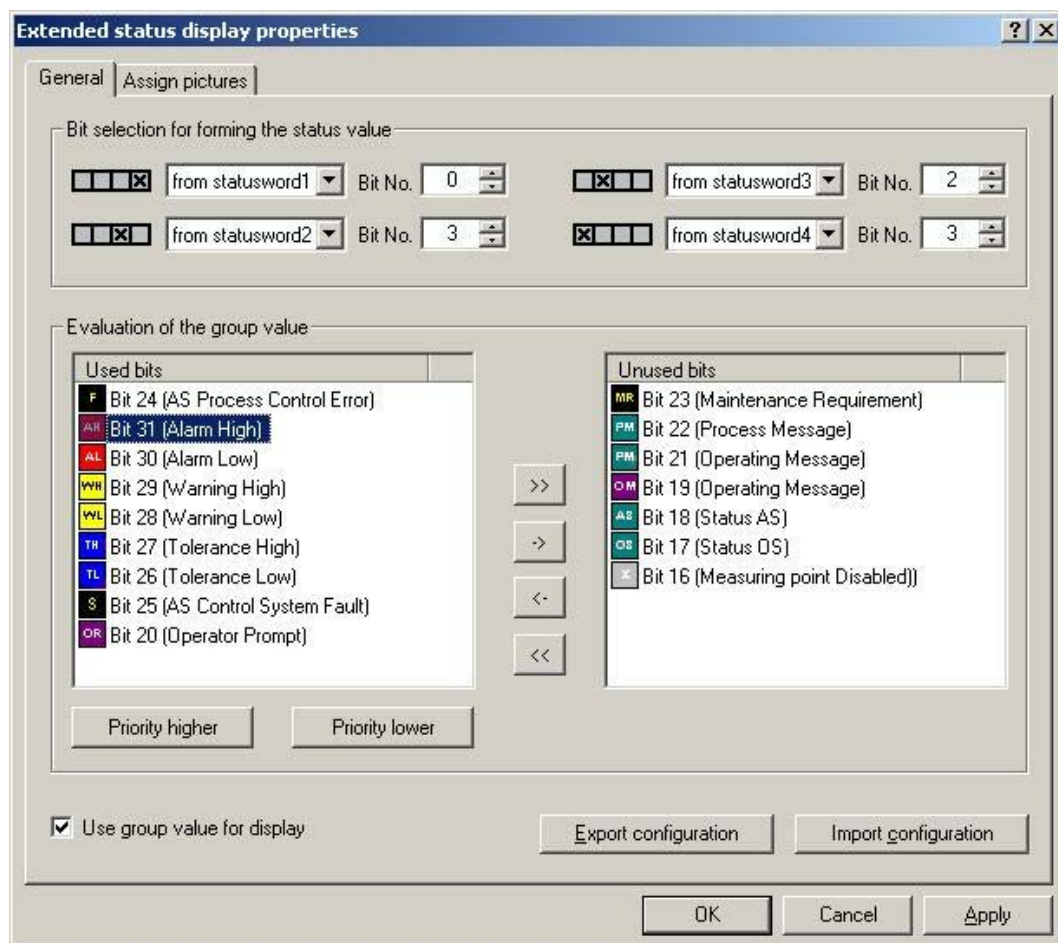 Extended status display properties
General
Assign pictures
Bit selection for forming the status value
from statusword1 Bit No. 0
from statusword3 Bit No. 2
from statusword2 Bit No. 3
from statusword4 Bit No. 3
Evaluation of the group value
Used bits
F Bit 24 (AS Process Control Error)
AH Bit 31 (Alarm High)
AL Bit 30 (Alarm Low)
WH Bit 29 (Warning High)
WL Bit 28 (Warning Low)
TH Bit 27 (Tolerance High)
TL Bit 26 (Tolerance Low)
S Bit 25 (AS Control System Fault)
OR Bit 20 (Operator Prompt)
>>
->
<-
<<
Unused bits
MR Bit 23 (Maintenance Requirement)
PM Bit 22 (Process Message)
PM Bit 21 (Operating Message)
OM Bit 19 (Operating Message)
AS Bit 18 (Status AS)
OS Bit 17 (Status OS)
X Bit 16 (Measuring point Disabled))
Priority higher
Priority lower
Use group value for display
Export configuration
Import configuration
OK
Cancel
Apply